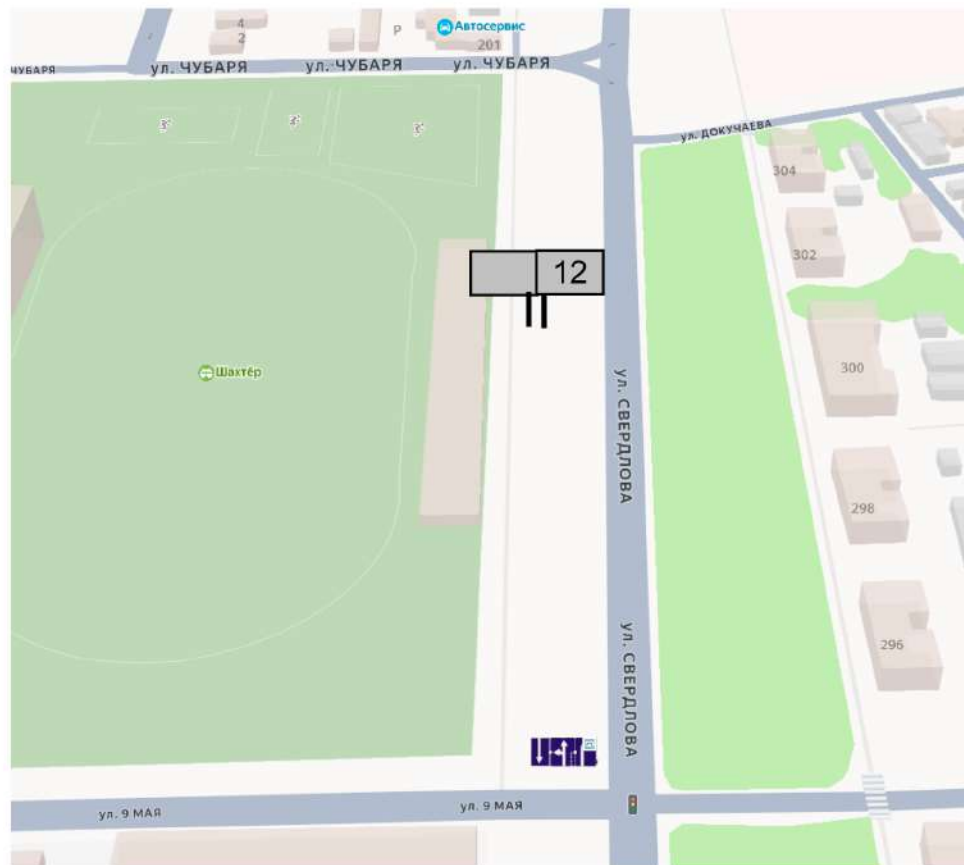 4
2
P
Автосервис
201
ЧУБАРЯ
ул. ЧУБАРЯ
ул. ЧУБАРЯ
ул. ЧУБАРЯ
ул. ДОКУЧАЕВА
304
302
12
300
Шахтёр
ул. СВЕРДЛОВА
298
ул. СВЕРДЛОВА
296
ул. 9 МАЯ
ул. 9 МАЯ